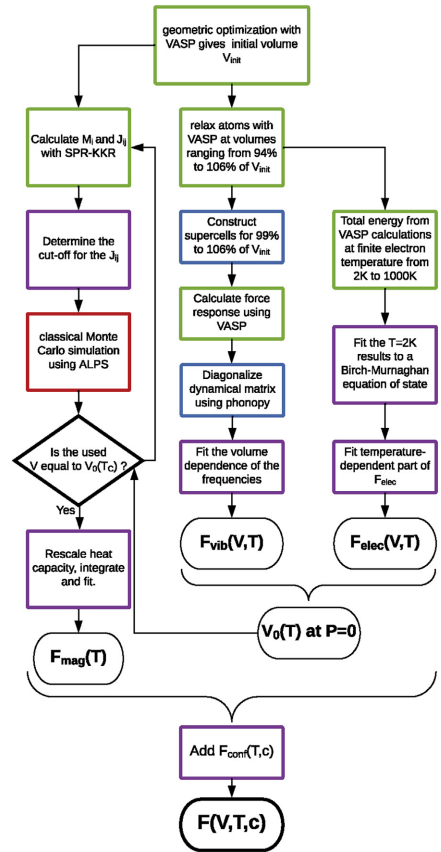 geometric optimization with
VASP gives initial volume
V_init
Calculate M_i and J_ij
with SPR-KKR
relax atoms with
VASP at volumes
ranging from 94%
to 106% of V_init
Determine the
cut-off for the J_ij
Construct
supercells for 99%
to 106% of V_init
Total energy from
VASP calculations
at finite electron
temperature from
2K to 1000K
classical Monte
Carlo simulation
using ALPS
Calculate force
response using
VASP
Fit the T=2K
results to a
Birch-Murnaghan
equation of state
Diagonalize
dynamical matrix
using phonopy
Is the used
V equal to V_0(T_C) ?
Fit the volume
dependence of the
frequencies
Fit temperature-
dependent part of
F_elec
Yes
Rescale heat
capacity, integrate
and fit.
F_vib(V,T)
F_elec(V,T)
V_0(T) at P=0
F_mag(T)
Add F_conf(T,c)
F(V,T,c)